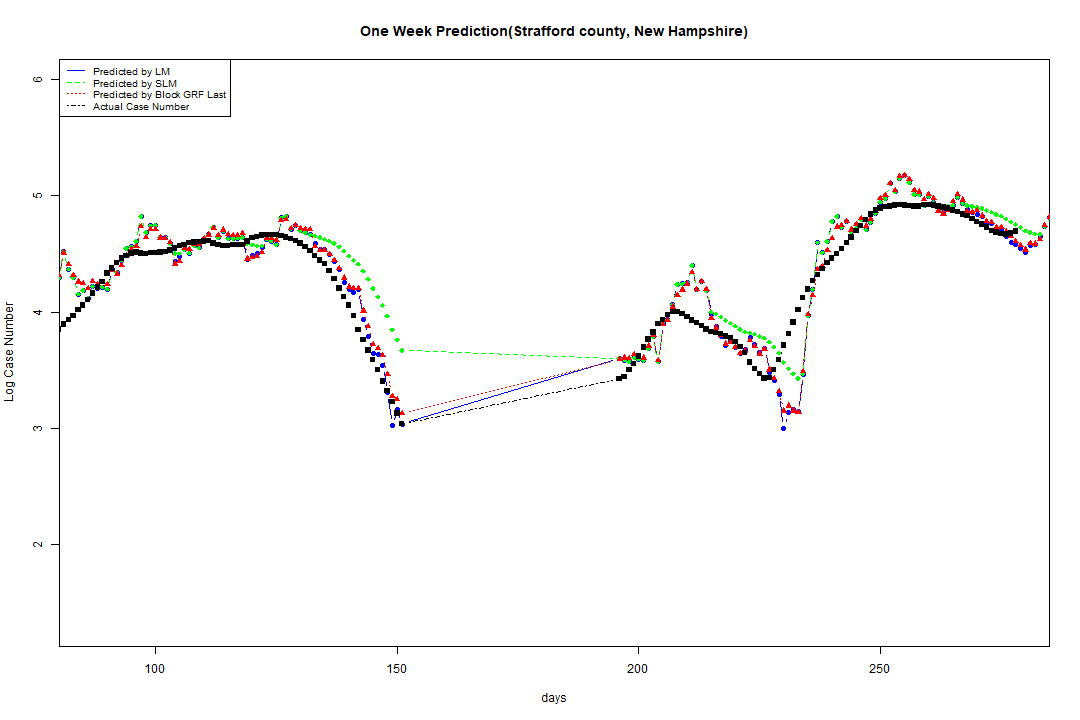 One Week Prediction(Strafford county, New Hampshire)
Predicted by LM
Predicted by SLM
Predicted by Block GRF Last
Actual Case Number
6
5
4
3
2
Log Case Number
100 150 200 250
days